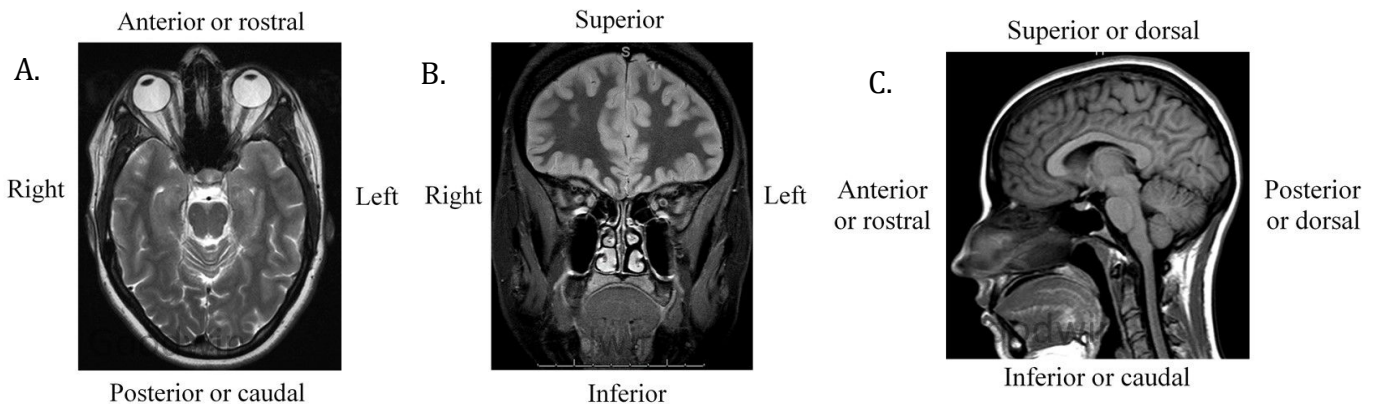 Anterior or rostral
A.
Right
Left
Posterior or caudal
Superior
B.
S
Right
Left
Inferior
Superior or dorsal
C.
Anterior
or rostral
Posterior
or dorsal
Inferior or caudal